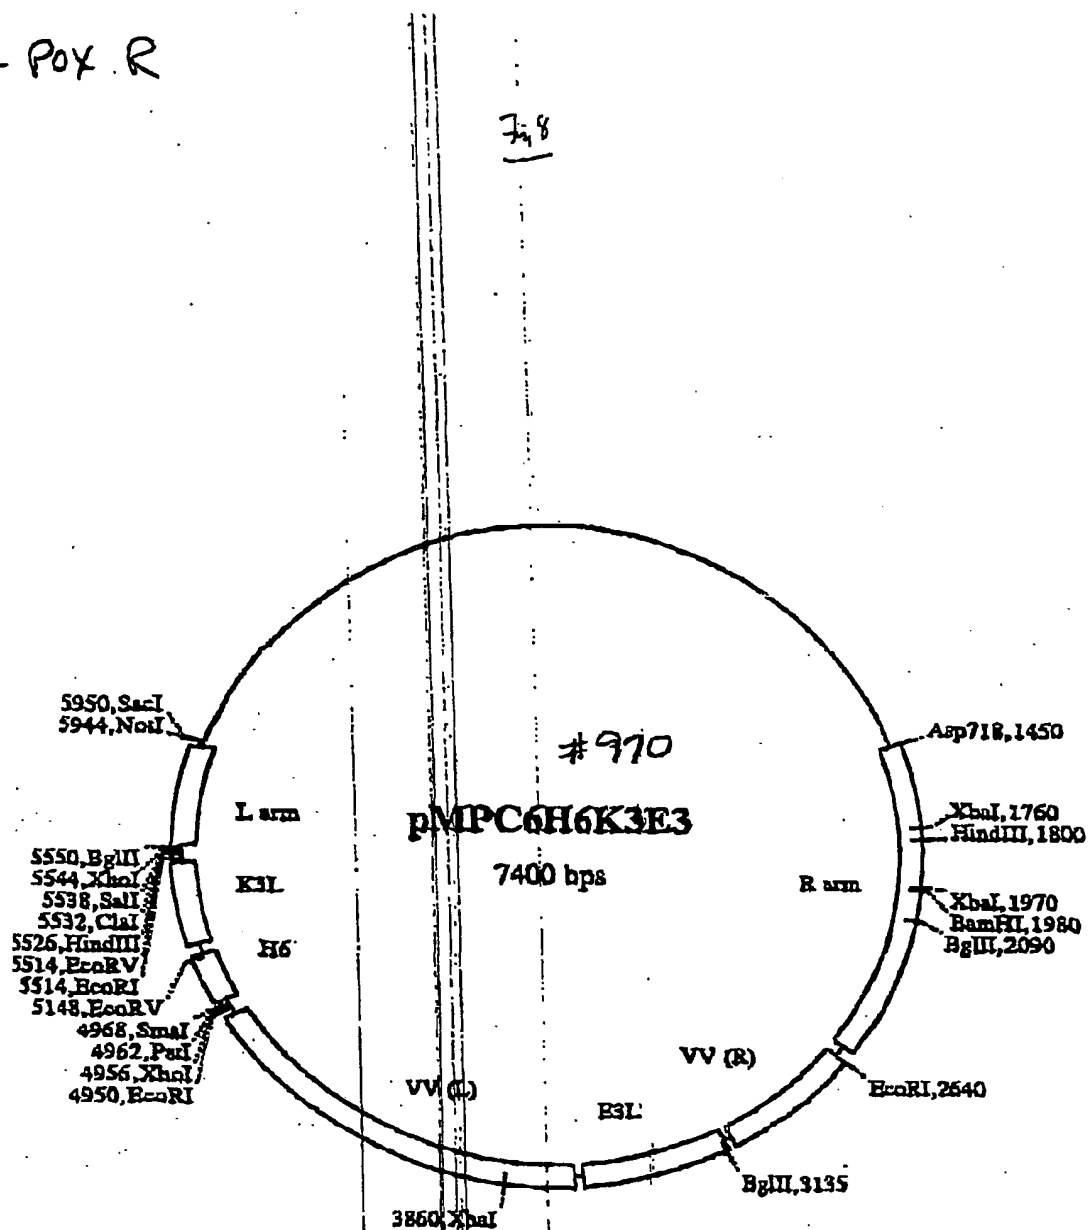 - POX R
Fig 8
5950,SacI
5944,NotI
Asp718,1450
#970
L arm
pMPC6H6K3E3
XbaI,1760
HindIII,1800
5550,BglII
5544,XhoI
K3L
7400 bps
R arm
5538,SalI
5532,ClaI
XbaI,1970
BamHI,1980
5526,HindIII
H6
BglII,2090
5514,EcoRV
5514,EcoRI
5148,EcoRV
4968,SmaI
4962,PstI
VV (R)
4956,XhoI
4950,EcoRI
VV (L)
EcoRI,2640
E3L
BglII,3135
3860,XbaI